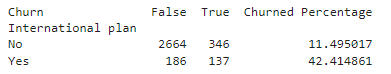 Churn False True Churned Percentage
International plan
No 2664 346 11.495017
Yes 186 137 42.414861